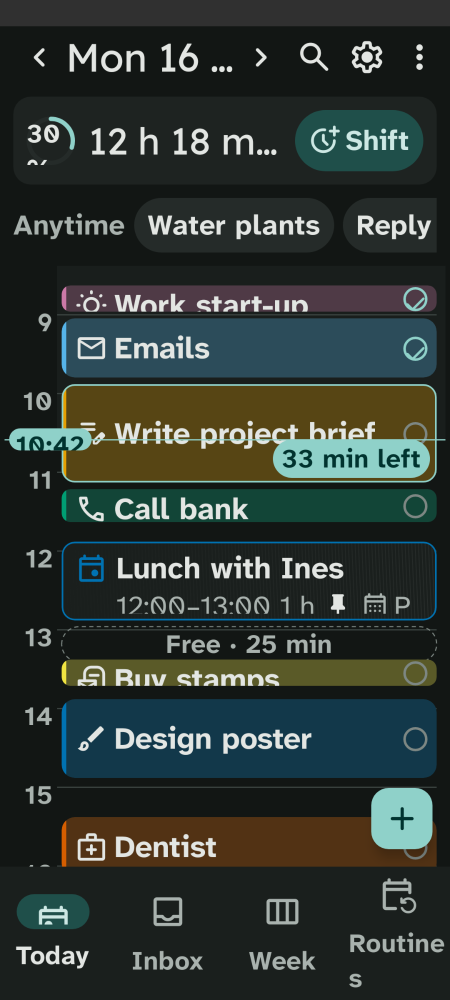 Mon 16 …
30
%
12 h 18 m…
Shift
Anytime
Water plants
Reply
Work start-up
9
Emails
10
Write project brief
10:42
33 min left
11
Call bank
12
Lunch with Ines
12:00–13:00 1 h P
13
Free · 25 min
Buy stamps
14
Design poster
15
Dentist
Today
Inbox
Week
Routine
s